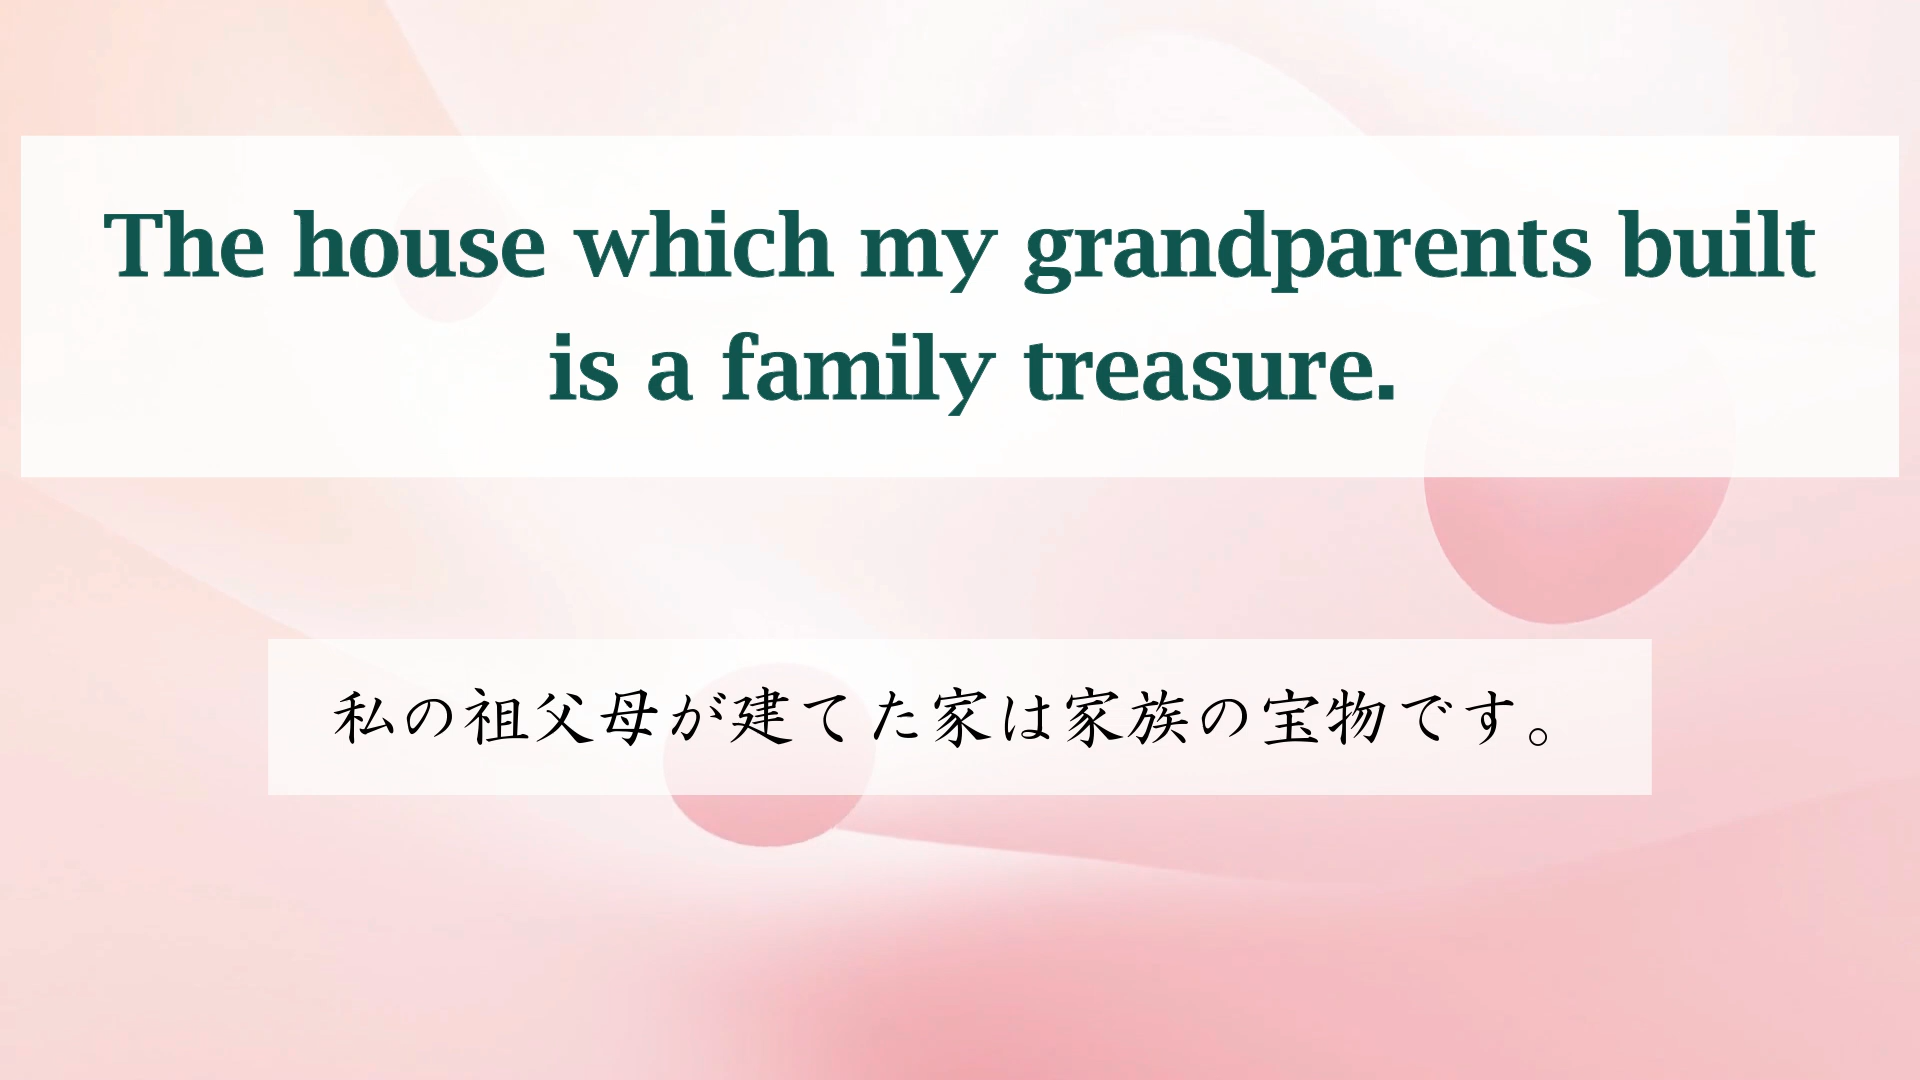 The house which my grandparents built
is a family treasure.
私の祖父母が建てた家は家族の宝物です。